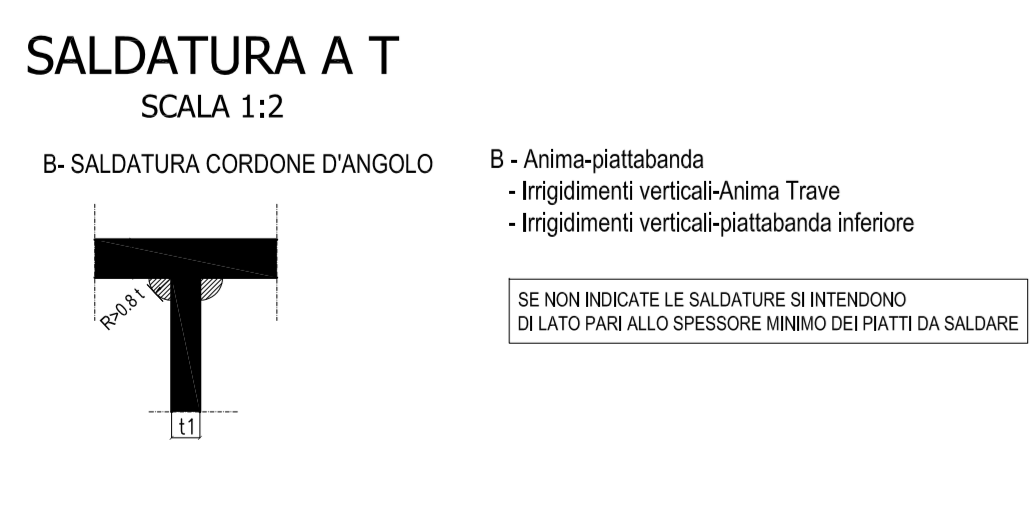 SALDATURA A T
SCALA 1:2
B- SALDATURA CORDONE D'ANGOLO
B - Anima-piattabanda
- Irrigidimenti verticali-Anima Trave
- Irrigidimenti verticali-piattabanda inferiore
SE NON INDICATE LE SALDATURE SI INTENDONO
DI LATO PARI ALLO SPESSORE MINIMO DEI PIATTI DA SALDARE
R>0.8 t
t1